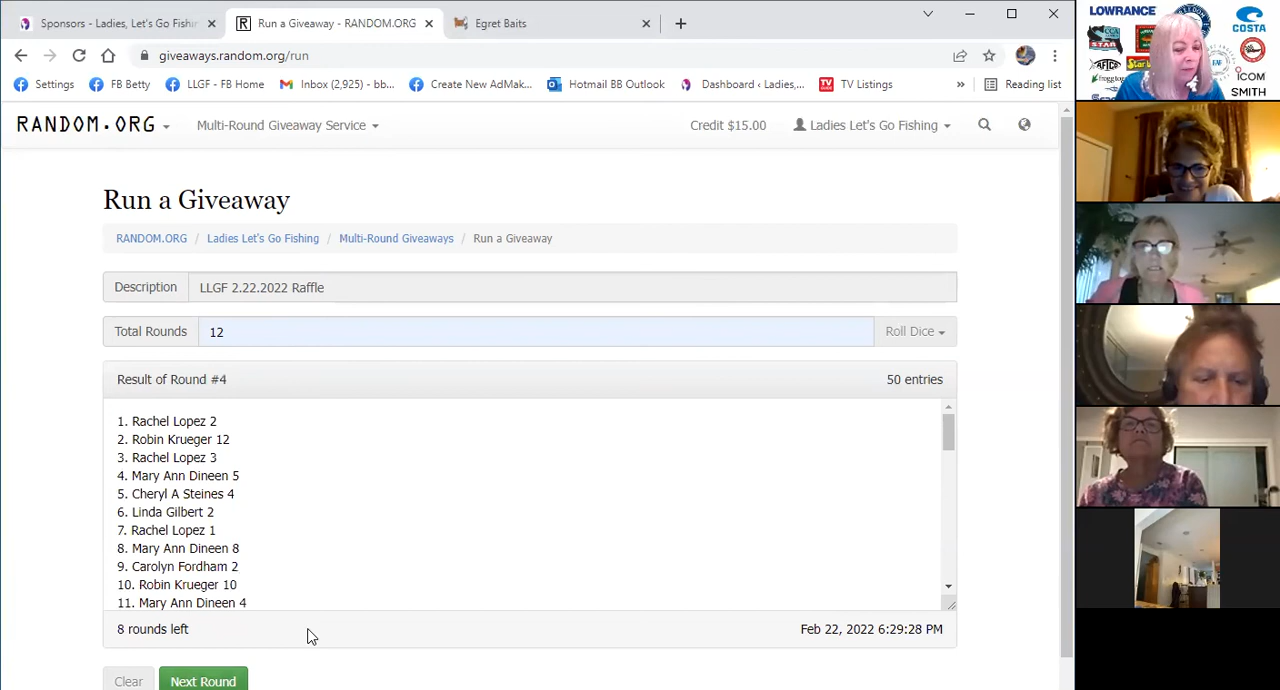 Sponsors - Ladies, Let's Go Fishin
Run a Giveaway - RANDOM.ORG
Eight Baits
giveaways.random.org/run
Settings
FB Betty
LLGF - FB Home
Inbox (2,925) - bb...
Create New AdMak...
Hotmail BB Outlook
Dashboard ‹ Ladies,...
TV Listings
»
Reading list
RANDOM.ORG
Multi-Round Giveaway Service
Credit $15.00
Ladies Let's Go Fishing
Run a Giveaway
RANDOM.ORG / Ladies Let's Go Fishing / Multi-Round Giveaways / Run a Giveaway
Description LLGF 2.22.2022 Raffle
Total Rounds 12 Roll Dice
Result of Round #4 50 entries
1. Rachel Lopez 2
2. Robin Krueger 12
3. Rachel Lopez 3
4. Mary Ann Dineen 5
5. Cheryl A Steines 4
6. Linda Gilbert 2
7. Rachel Lopez 1
8. Mary Ann Dineen 8
9. Carolyn Fordham 2
10. Robin Krueger 10
11. Mary Ann Dineen 4
8 rounds left Feb 22, 2022 6:29:28 PM
Clear Next Round
LOWRANCE
COSTA
STAR
AFTCO
Star
FAF
ICOM
SMITH